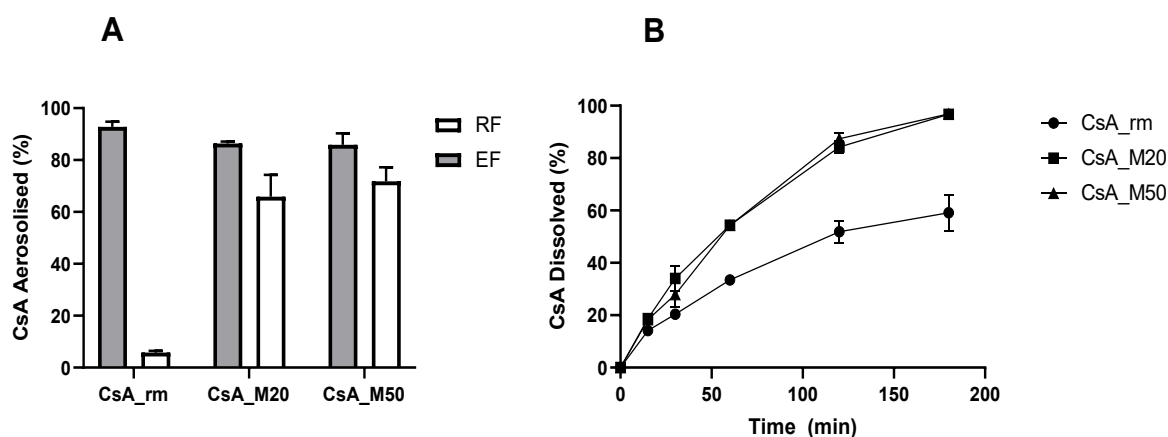 A
CsA Aerosolised (%)
100
80
60
40
20
0
CsA_rm
CsA_M20
CsA_M50
RF
EF
B
CsA Dissolved (%)
100
80
60
40
20
0
0
50
100
150
200
Time (min)
CsA_rm
CsA_M20
CsA_M50